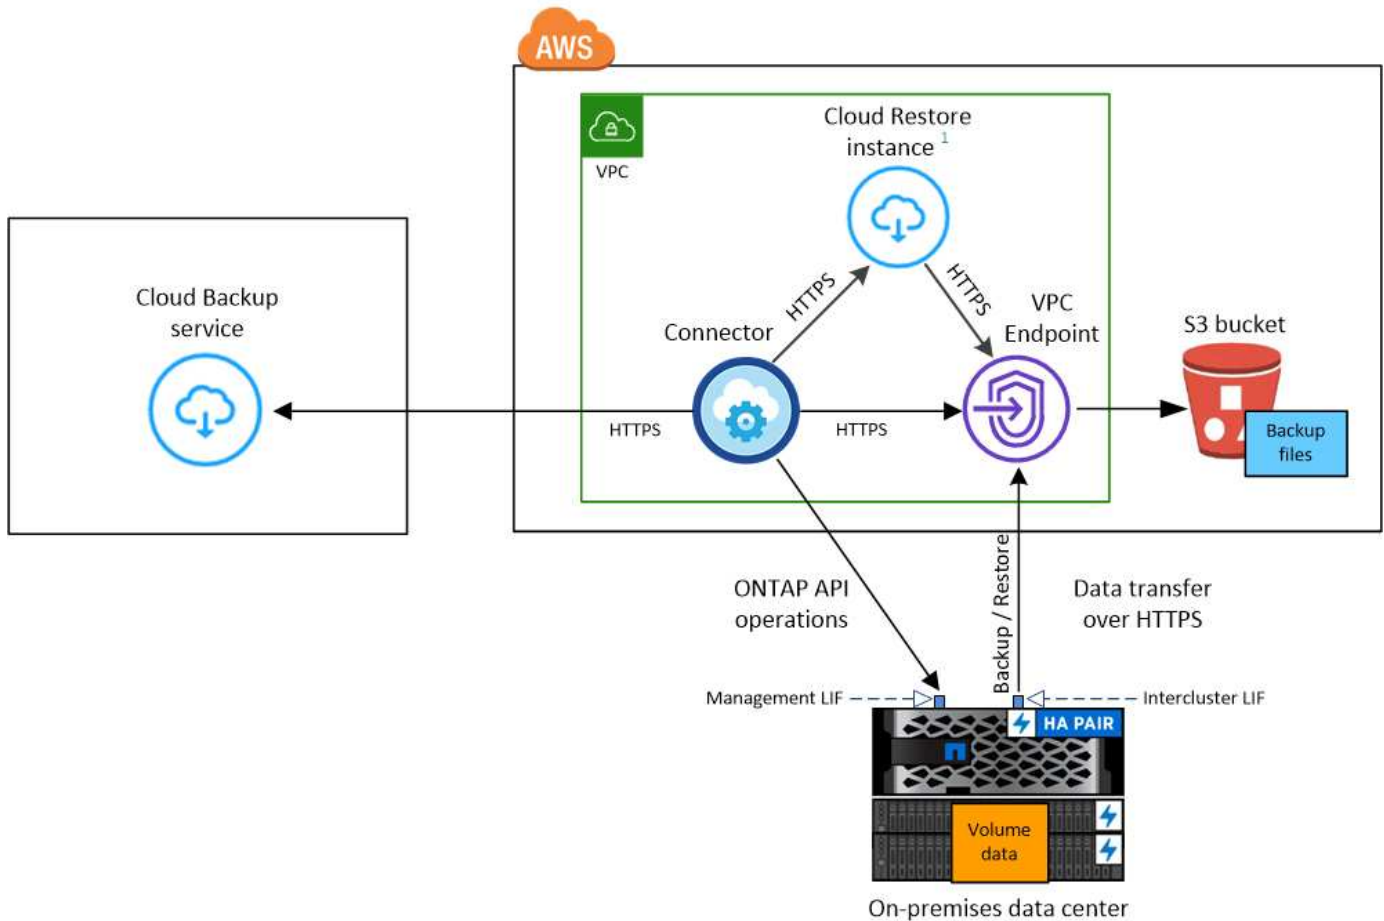 AWS
VPC
Cloud Restore
instance 1
HTTPS
HTTPS
VPC
Endpoint
Connector
S3 bucket
Cloud Backup
service
HTTPS
HTTPS
Backup
files
ONTAP API
operations
Backup / Restore
Data transfer
over HTTPS
Management LIF
Intercluster LIF
HA PAIR
Volume
data
On-premises data center